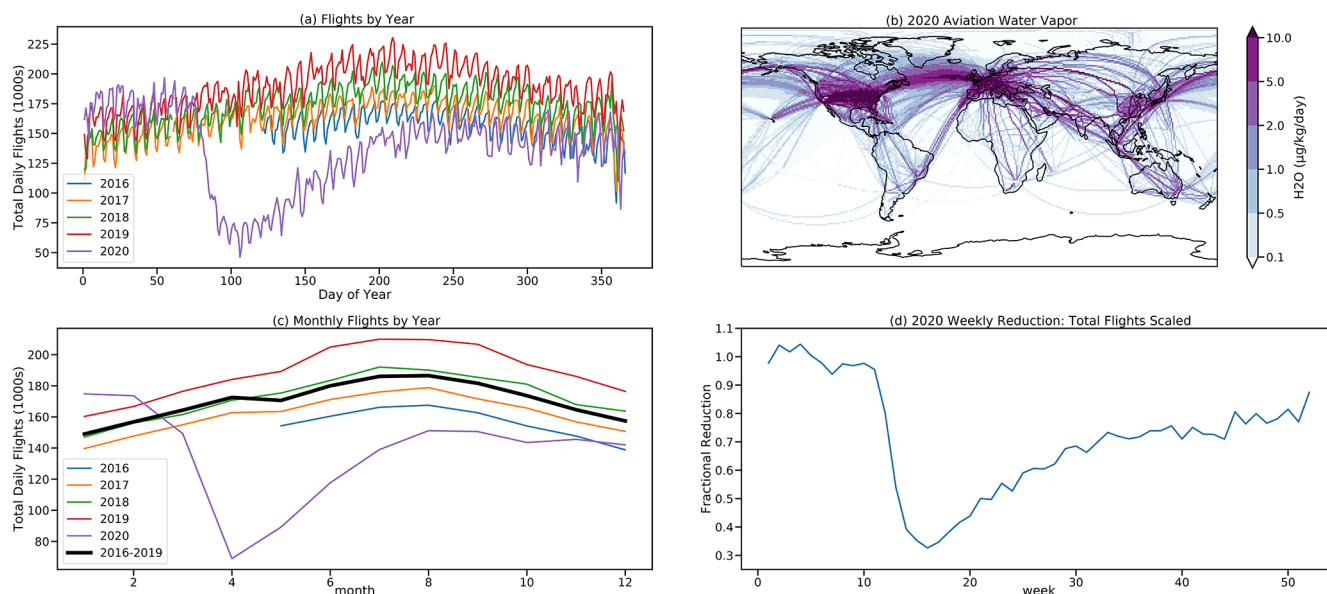 (a) Flights by Year
Total Daily Flights (1000s)
225
200
175
150
125
100
75
50
2016
2017
2018
2019
2020
0 50 100 150 200 250 300 350
Day of Year
(b) 2020 Aviation Water Vapor
10.0
5.0
2.0
1.0
0.5
0.1
H2O (μg/kg/day)
(c) Monthly Flights by Year
Total Daily Flights (1000s)
200
180
160
140
120
100
80
2016
2017
2018
2019
2020
2016-2019
2 4 6 8 10 12
month
(d) 2020 Weekly Reduction: Total Flights Scaled
Fractional Reduction
1.1
1.0
0.9
0.8
0.7
0.6
0.5
0.4
0.3
0 10 20 30 40 50
week